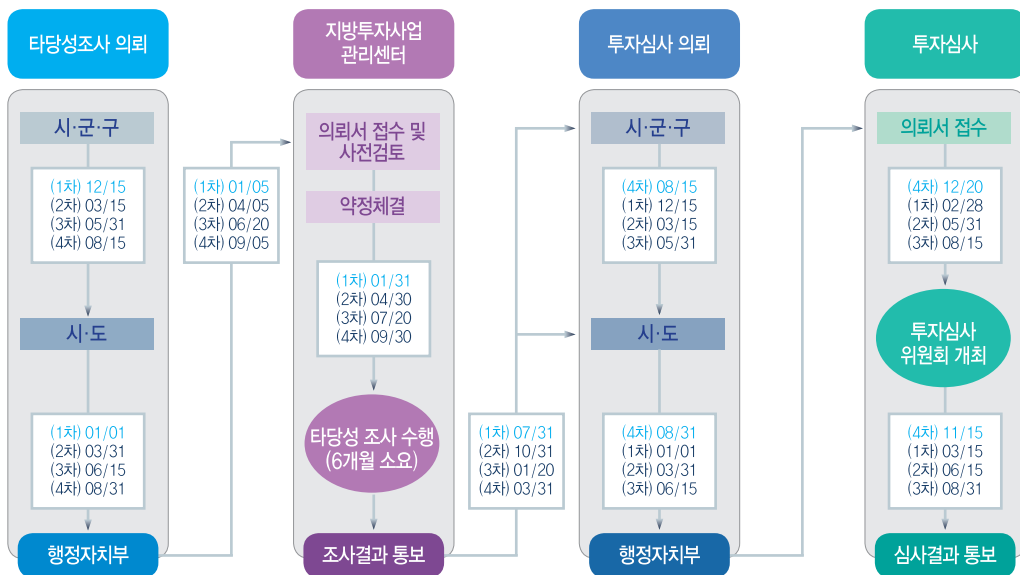 타당성조사 의뢰
시·군·구
(1차) 12/15
(2차) 03/15
(3차) 05/31
(4차) 08/15
시·도
(1차) 01/01
(2차) 03/31
(3차) 06/15
(4차) 08/31
행정자치부
(1차) 01/05
(2차) 04/05
(3차) 06/20
(4차) 09/05
지방투자사업
관리센터
의뢰서 접수 및
사전검토
약정체결
(1차) 01/31
(2차) 04/30
(3차) 07/20
(4차) 09/30
타당성 조사 수행
(6개월 소요)
조사결과 통보
(1차) 07/31
(2차) 10/31
(3차) 01/20
(4차) 03/31
투자심사 의뢰
시·군·구
(4차) 08/15
(1차) 12/15
(2차) 03/15
(3차) 05/31
시·도
(4차) 08/31
(1차) 01/01
(2차) 03/31
(3차) 06/15
행정자치부
투자심사
의뢰서 접수
(4차) 12/20
(1차) 02/28
(2차) 05/31
(3차) 08/15
투자심사
위원회 개최
(4차) 11/15
(1차) 03/15
(2차) 06/15
(3차) 08/31
심사결과 통보